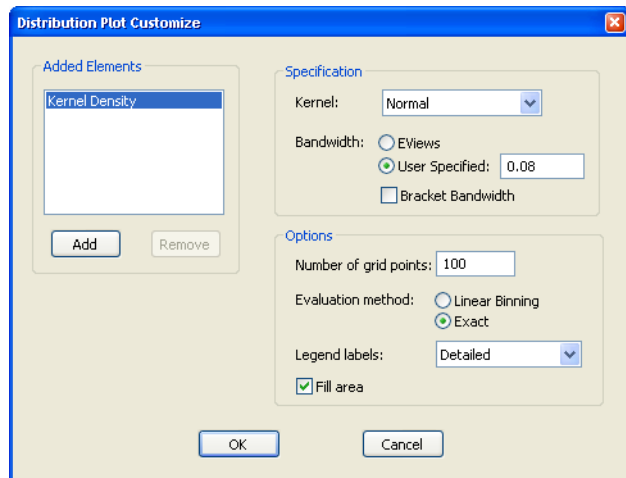 Distribution Plot Customize
Added Elements
Kernel Density
Add
Remove
Specification
Kernel: Normal
Bandwidth: EViews
User Specified: 0.08
Bracket Bandwidth
Options
Number of grid points: 100
Evaluation method: Linear Binning
Exact
Legend labels: Detailed
Fill area
OK
Cancel